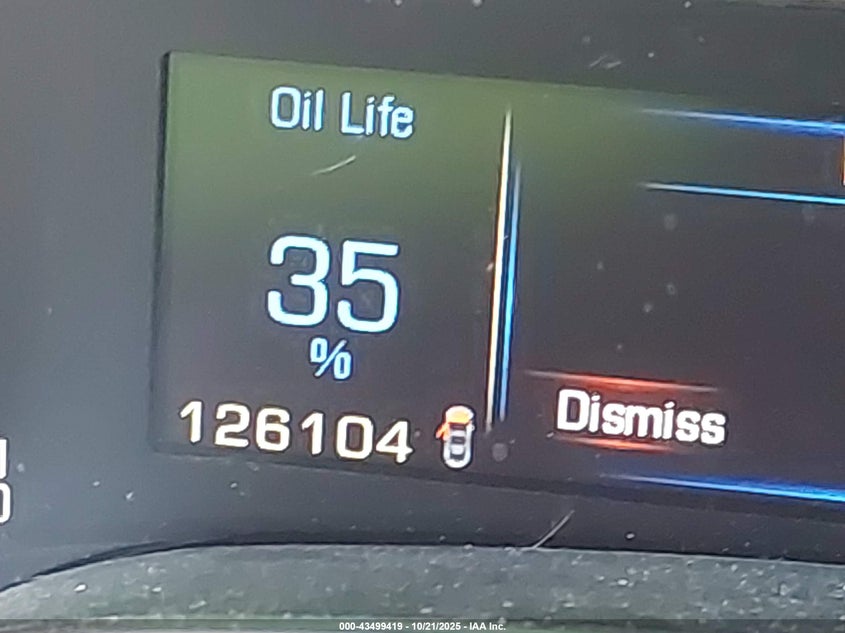 Oil Life
35
%
126104
Dismiss
000-43499419 - 10/21/2025 - IAA Inc.